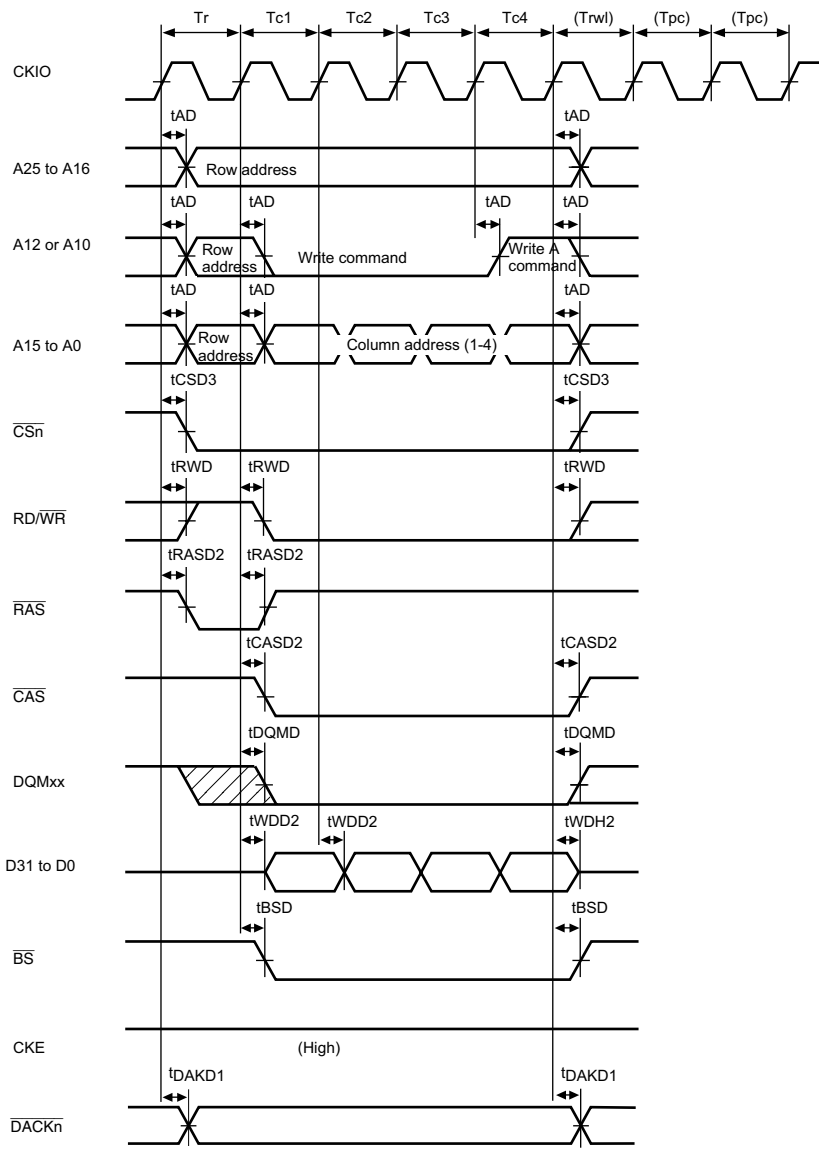 Tr Tc1 Tc2 Tc3 Tc4 (Trwl) (Tpc) (Tpc)
CKIO
tAD tAD
A25 to A16 Row address
tAD tAD tAD tAD
A12 or A10 Row address Write command Write A command
tAD tAD tAD
A15 to A0 Row address Column address (1-4)
tCSD3 tCSD3
CSn
tRWD tRWD tRWD
RD/WR
tRASD2 tRASD2
RAS
tCASD2 tCASD2
CAS
tDQMD tDQMD
DQMxx
tWDD2 tWDD2 tWDH2
D31 to D0
tBSD tBSD
BS
CKE (High)
tDAKD1 tDAKD1
DACKn